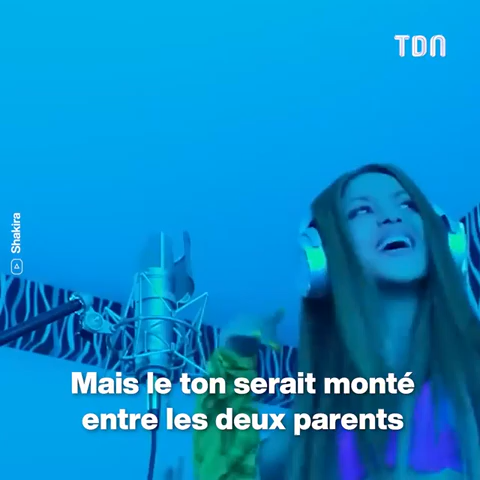 TDN
Shakira
Mais le ton serait monté
entre les deux parents